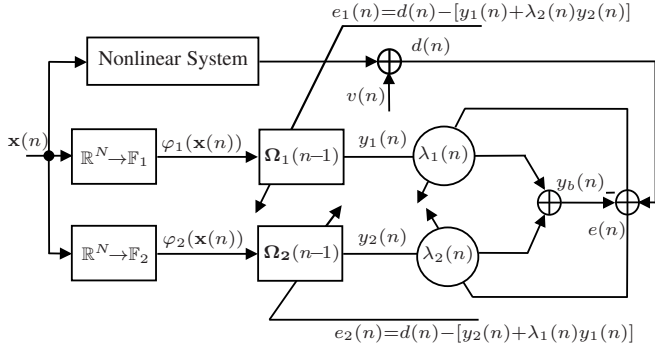 e₁(n)=d(n)−[y₁(n)+λ₂(n)y₂(n)]
Nonlinear System
d(n)
v(n)
x(n)
ℝᴺ→𝔽₁
φ₁(x(n))
Ω₁(n−1)
y₁(n)
λ₁(n)
y_b(n)
−
e(n)
ℝᴺ→𝔽₂
φ₂(x(n))
Ω₂(n−1)
y₂(n)
λ₂(n)
e₂(n)=d(n)−[y₂(n)+λ₁(n)y₁(n)]